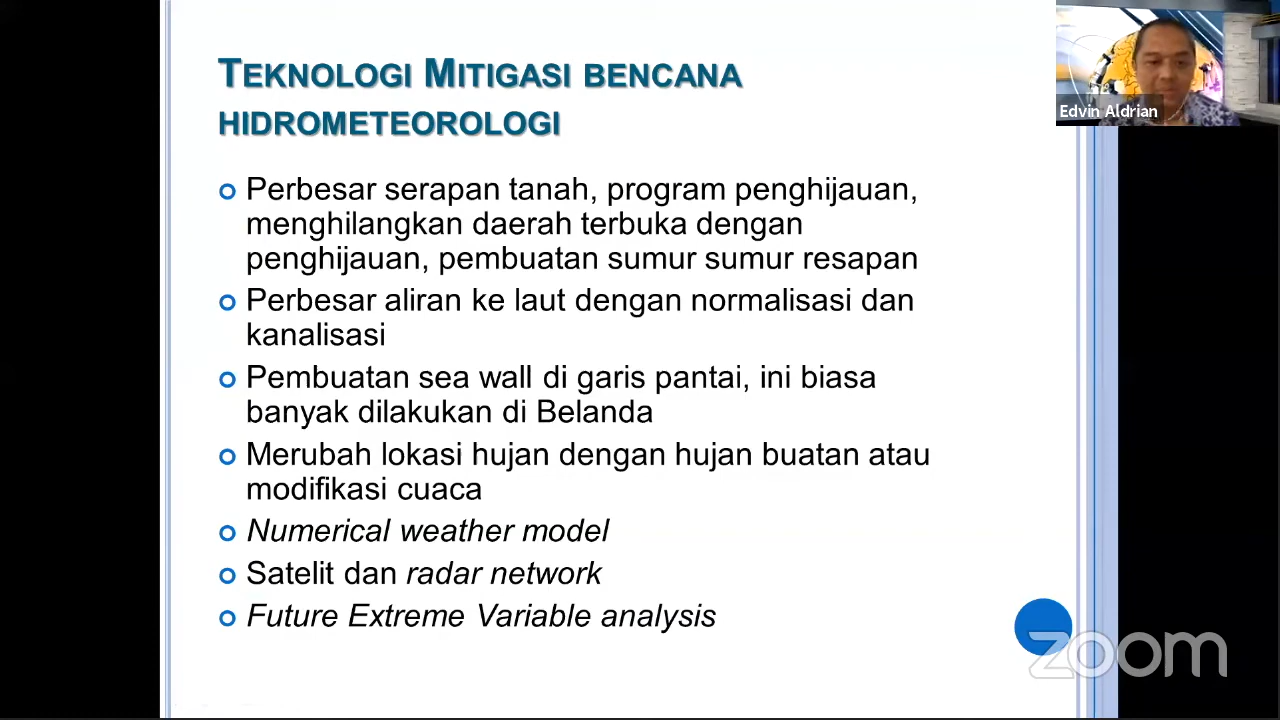 TEKNOLOGI MITIGASI BENCANA
HIDROMETEOROLOGI
Edvin Aldrian
Perbesar serapan tanah, program penghijauan,
menghilangkan daerah terbuka dengan
penghijauan, pembuatan sumur sumur resapan
Perbesar aliran ke laut dengan normalisasi dan
kanalisasi
Pembuatan sea wall di garis pantai, ini biasa
banyak dilakukan di Belanda
Merubah lokasi hujan dengan hujan buatan atau
modifikasi cuaca
Numerical weather model
Satelit dan radar network
Future Extreme Variable analysis
zoom